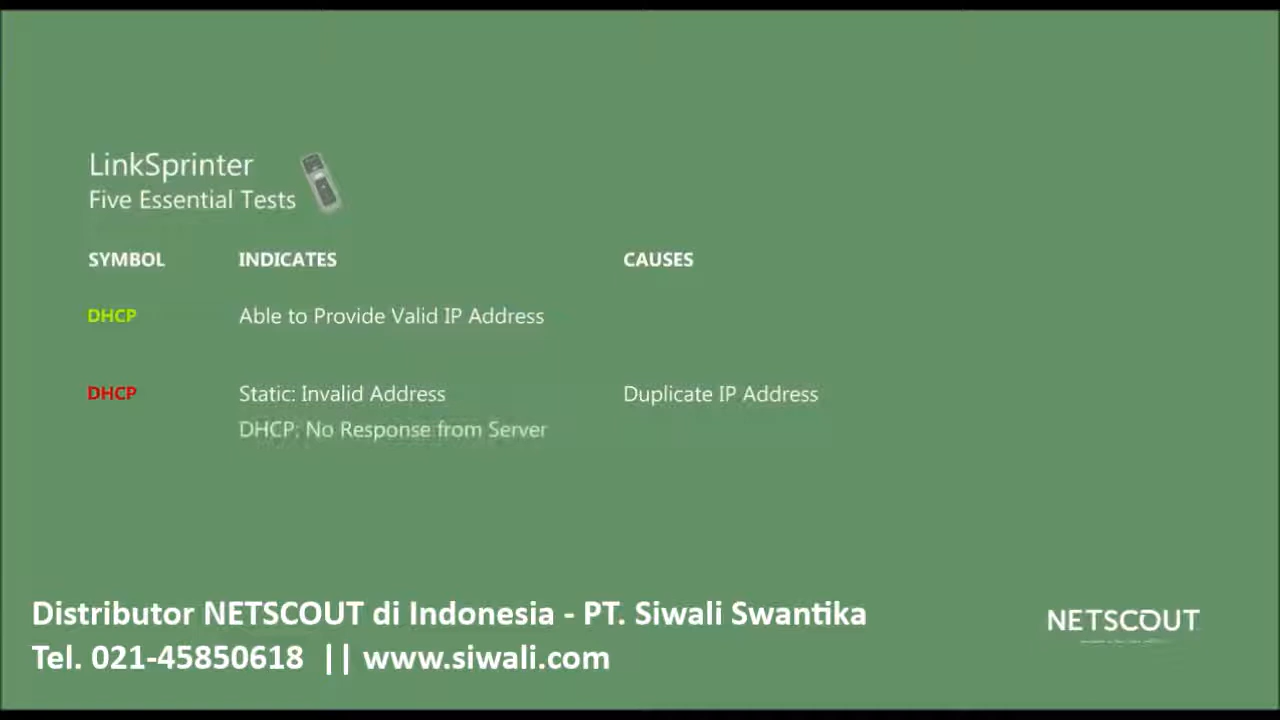 LinkSprinter
Five Essential Tests
SYMBOL INDICATES CAUSES
DHCP Able to Provide Valid IP Address
DHCP Static: Invalid Address Duplicate IP Address
DHCP: No Response from Server
Distributor NETSCOUT di Indonesia - PT. Siwali Swantika
Tel. 021-45850618 || www.siwali.com
NETSCOUT